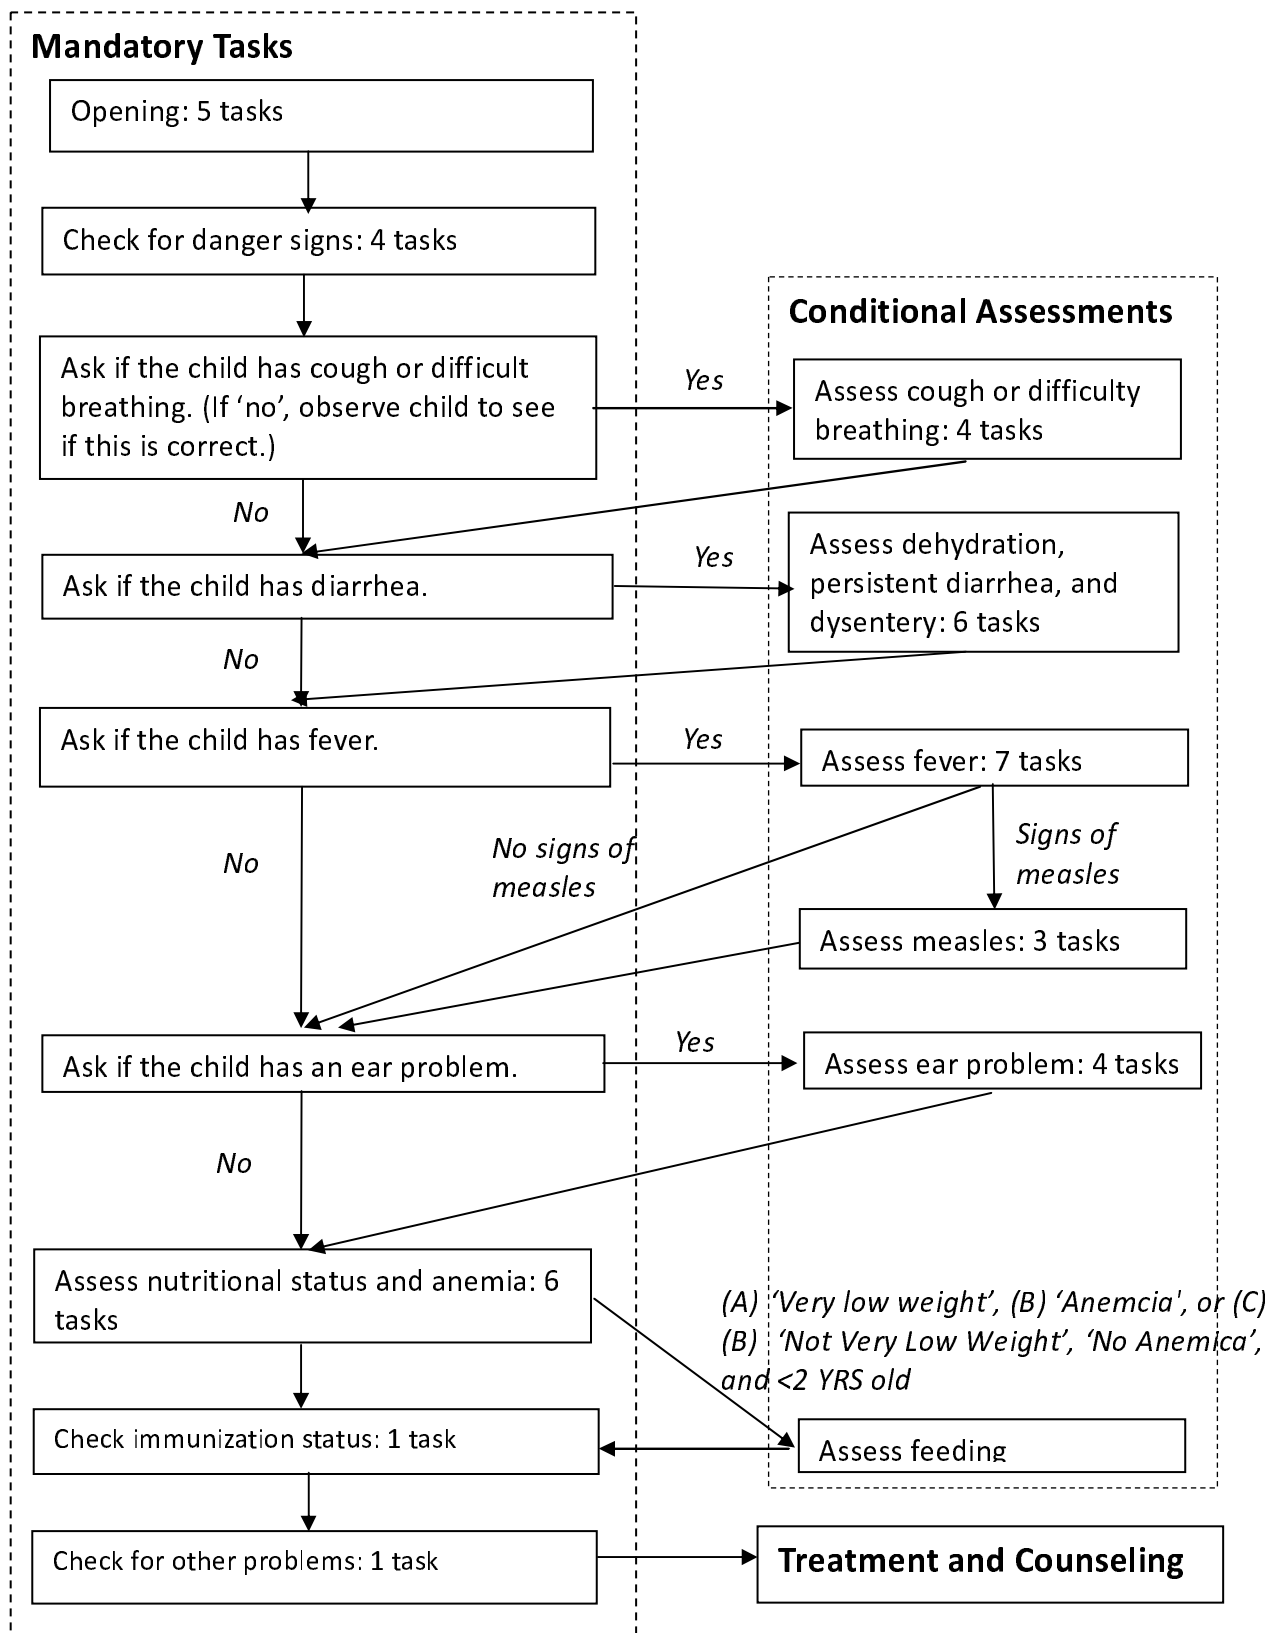 Mandatory Tasks
Opening: 5 tasks
Check for danger signs: 4 tasks
Conditional Assessments
Ask if the child has cough or difficult
breathing. (If ‘no’, observe child to see
if this is correct.)
Yes
Assess cough or difficulty
breathing: 4 tasks
No
Ask if the child has diarrhea.
Yes
Assess dehydration,
persistent diarrhea, and
dysentery: 6 tasks
No
Ask if the child has fever.
Yes
Assess fever: 7 tasks
No
No signs of
measles
Signs of
measles
Assess measles: 3 tasks
Ask if the child has an ear problem.
Yes
Assess ear problem: 4 tasks
No
Assess nutritional status and anemia: 6
tasks
(A) ‘Very low weight’, (B) ‘Anemcia', or (C)
(B) ‘Not Very Low Weight’, ‘No Anemica’,
and <2 YRS old
Check immunization status: 1 task
Assess feeding
Check for other problems: 1 task
Treatment and Counseling